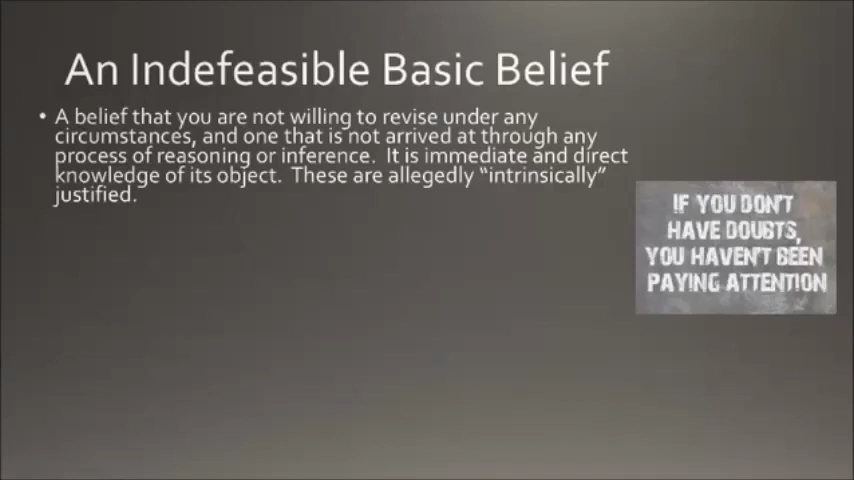 An Indefeasible Basic Belief
• A belief that you are not willing to revise under any
circumstances, and one that is not arrived at through any
process of reasoning or inference.  It is immediate and direct
knowledge of its object.  These are allegedly “intrinsically”
justified.
IF YOU DON'T
HAVE DOUBTS,
YOU HAVEN'T BEEN
PAYING ATTENTION